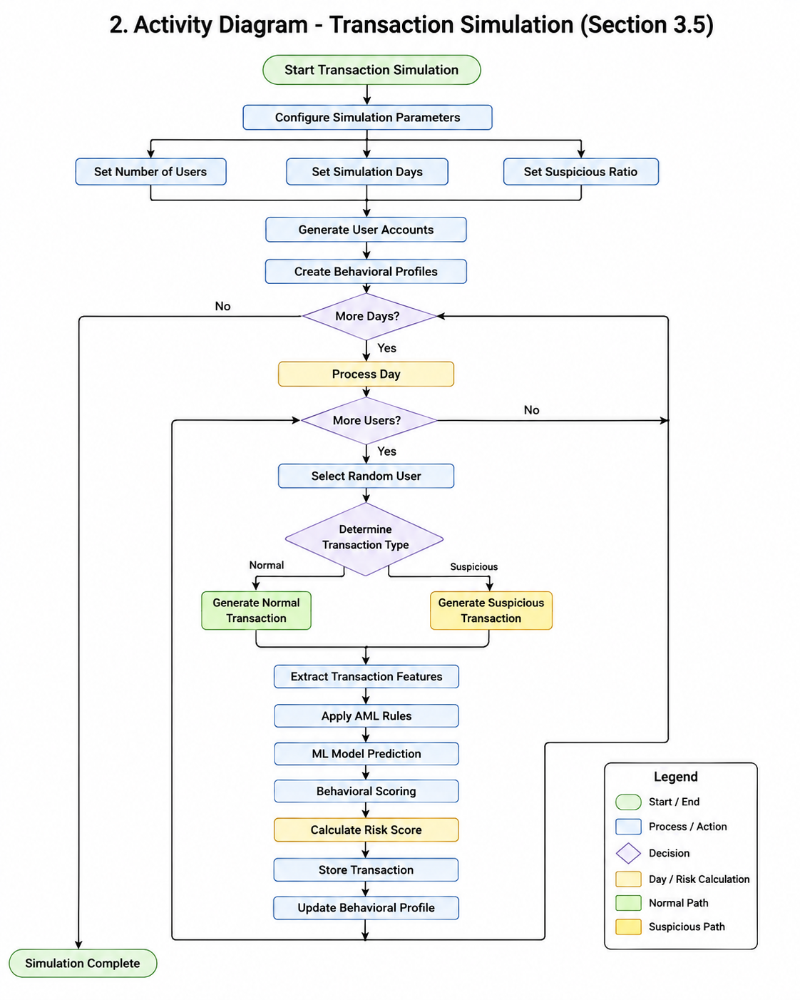 2. Activity Diagram - Transaction Simulation (Section 3.5)
Start Transaction Simulation
Configure Simulation Parameters
Set Number of Users
Set Simulation Days
Set Suspicious Ratio
Generate User Accounts
Create Behavioral Profiles
No
More Days?
Yes
Process Day
More Users?
No
Yes
Select Random User
Determine
Transaction Type
Normal
Suspicious
Generate Normal
Transaction
Generate Suspicious
Transaction
Extract Transaction Features
Apply AML Rules
ML Model Prediction
Behavioral Scoring
Calculate Risk Score
Store Transaction
Update Behavioral Profile
Simulation Complete
Legend
Start / End
Process / Action
Decision
Day / Risk Calculation
Normal Path
Suspicious Path